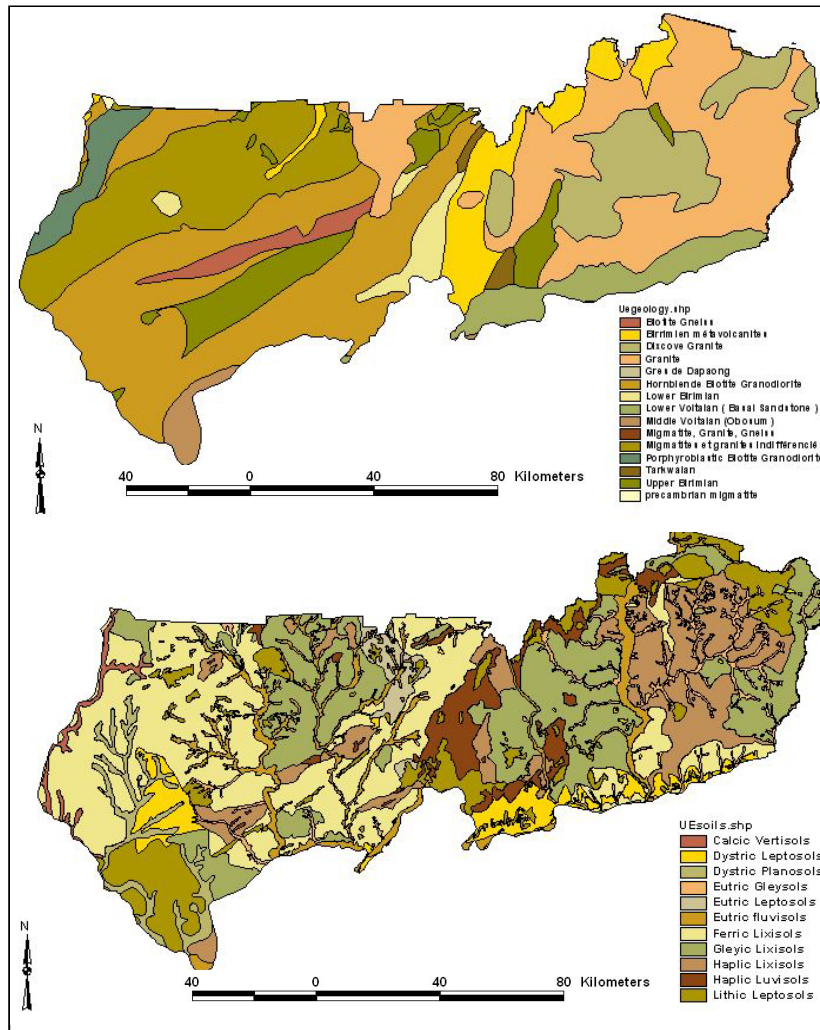 Uegeology.shp
Biotite Gneiss
Birrimien métavolcanites
Discove Granite
Granite
Gres de Dapaong
Hornblende Biotite Granodiorite
Lower Birimian
Lower Voltaian ( Basal Sandstone )
Middle Voltaian (Obosum )
Migmatite, Granite, Gneiss
Migmatites et granites indifférencié
Porphyroblastic Biotite Granodiorite
Tarkwaian
Upper Birimian
precambrian migmatite
N
40 0 40 80 Kilometers
UEsoils.shp
Calcic Vertisols
Dystric Leptosols
Dystric Planosols
Eutric Gleysols
Eutric Leptosols
Eutric fluvisols
Ferric Lixisols
Gleyic Lixisols
Haplic Lixisols
Haplic Luvisols
Lithic Leptosols
N
40 0 40 80 Kilometers